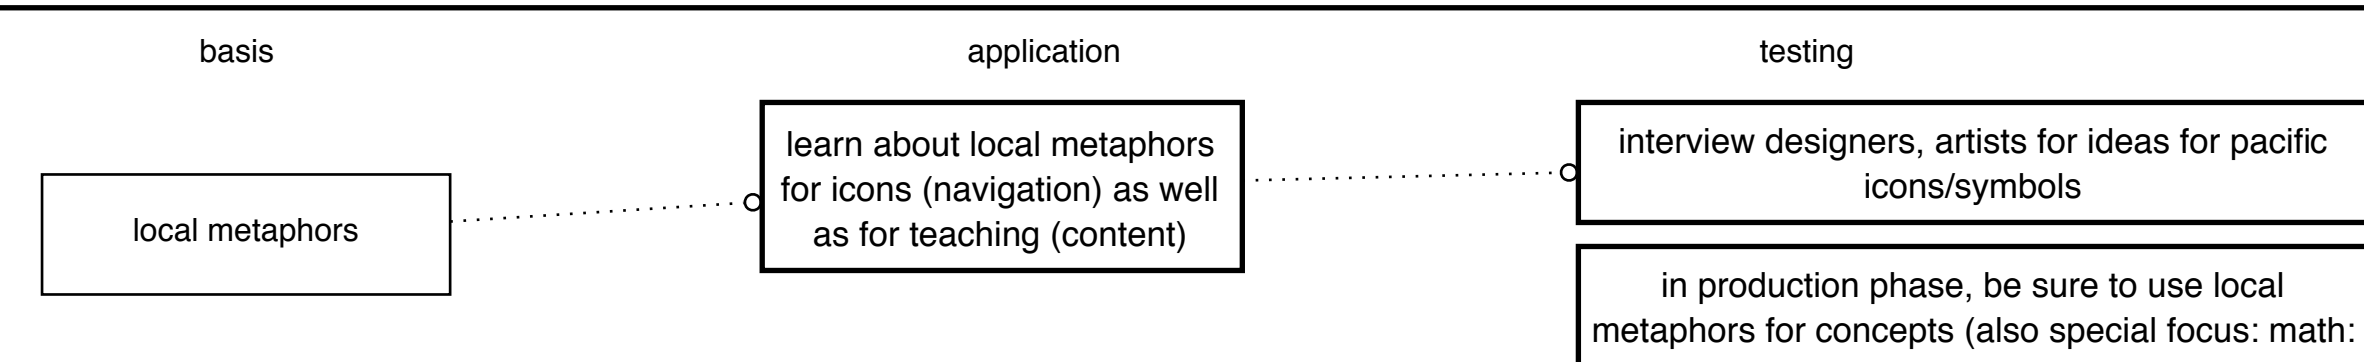 basis
application
testing
local metaphors
learn about local metaphors
for icons (navigation) as well
as for teaching (content)
interview designers, artists for ideas for pacific
icons/symbols
in production phase, be sure to use local
metaphors for concepts (also special focus: math: